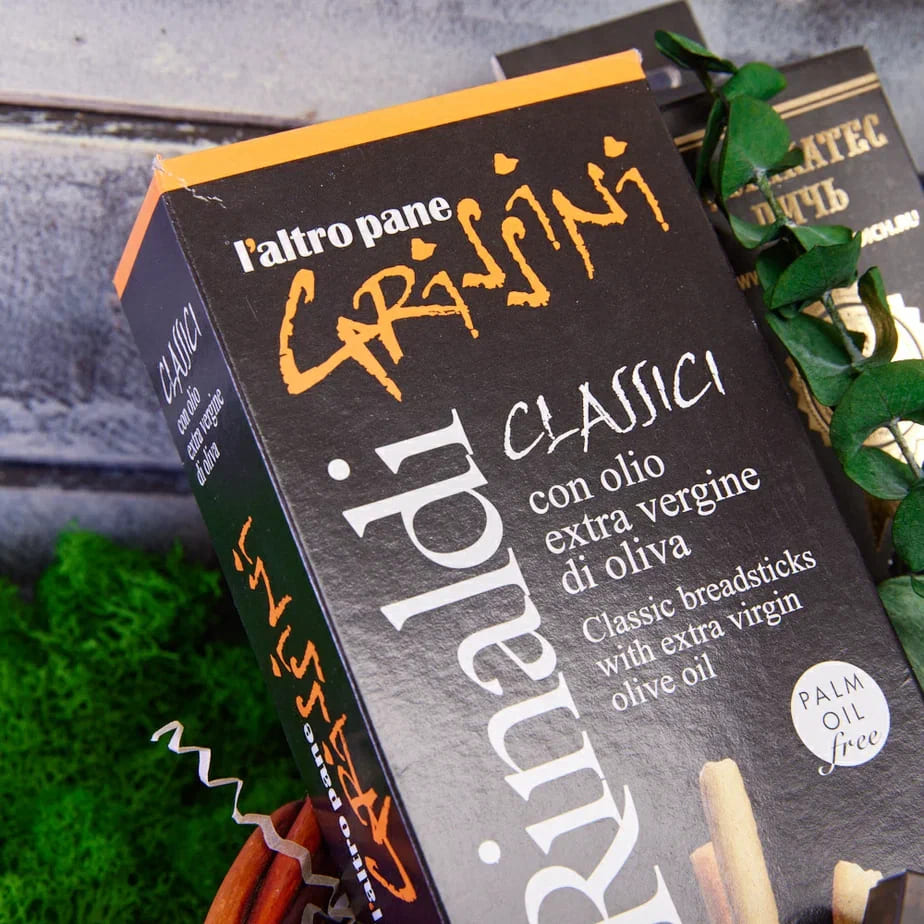 l'altro pane
GRiSSiNi
CLASSICI
con olio
extra vergine
di oliva
Classic breadsticks
with extra virgin
olive oil
PALM
OIL
free
Rinaldi
CLASSICI
con olio
extra vergine
di oliva
l'altro pane
GRiSSiNi